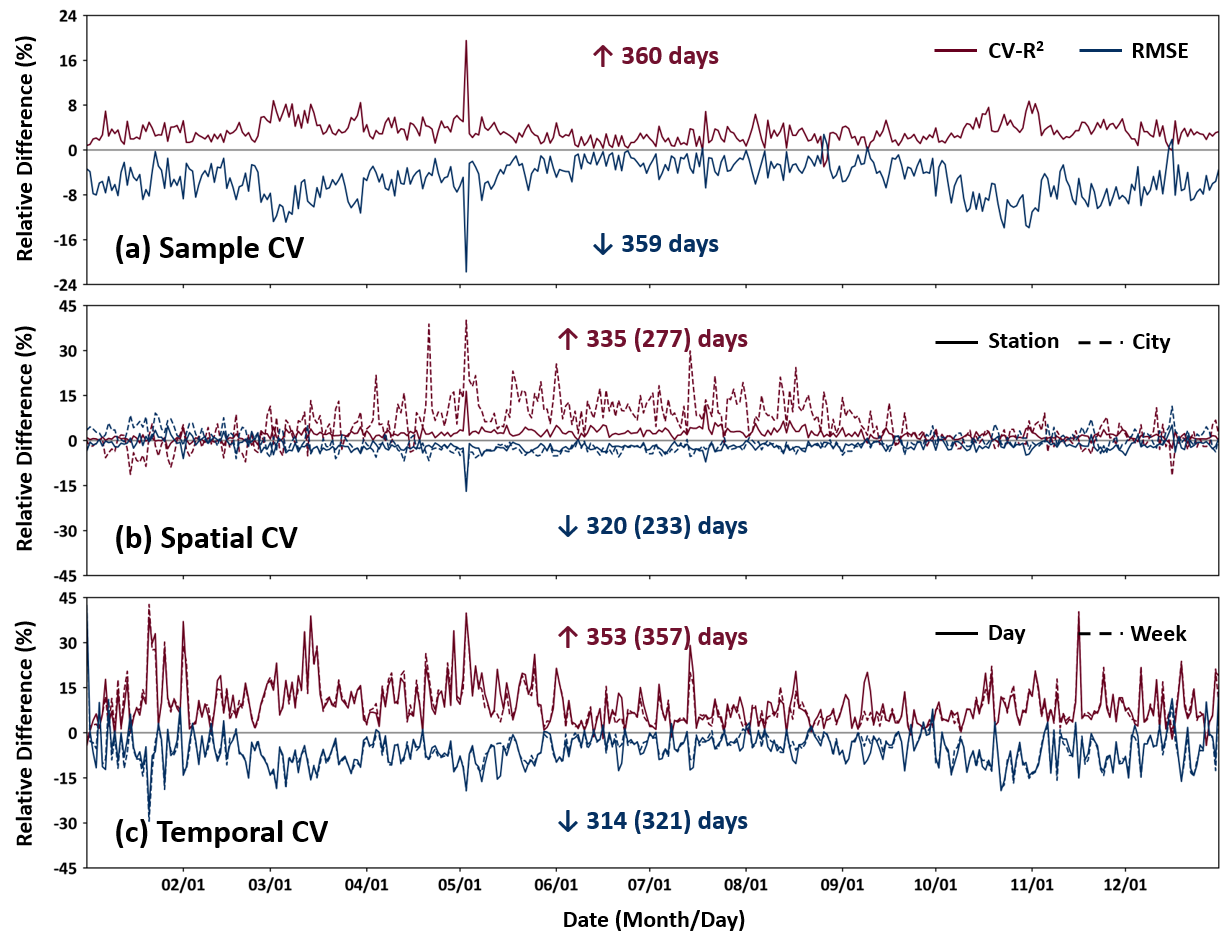 24
16
8
0
-8
-16
-24
Relative Difference (%)
↑ 360 days
CV-R²
RMSE
(a) Sample CV
↓ 359 days
45
30
15
0
-15
-30
-45
Relative Difference (%)
↑ 335 (277) days
Station
City
(b) Spatial CV
↓ 320 (233) days
45
30
15
0
-15
-30
-45
Relative Difference (%)
↑ 353 (357) days
Day
Week
(c) Temporal CV
↓ 314 (321) days
02/01 03/01 04/01 05/01 06/01 07/01 08/01 09/01 10/01 11/01 12/01
Date (Month/Day)